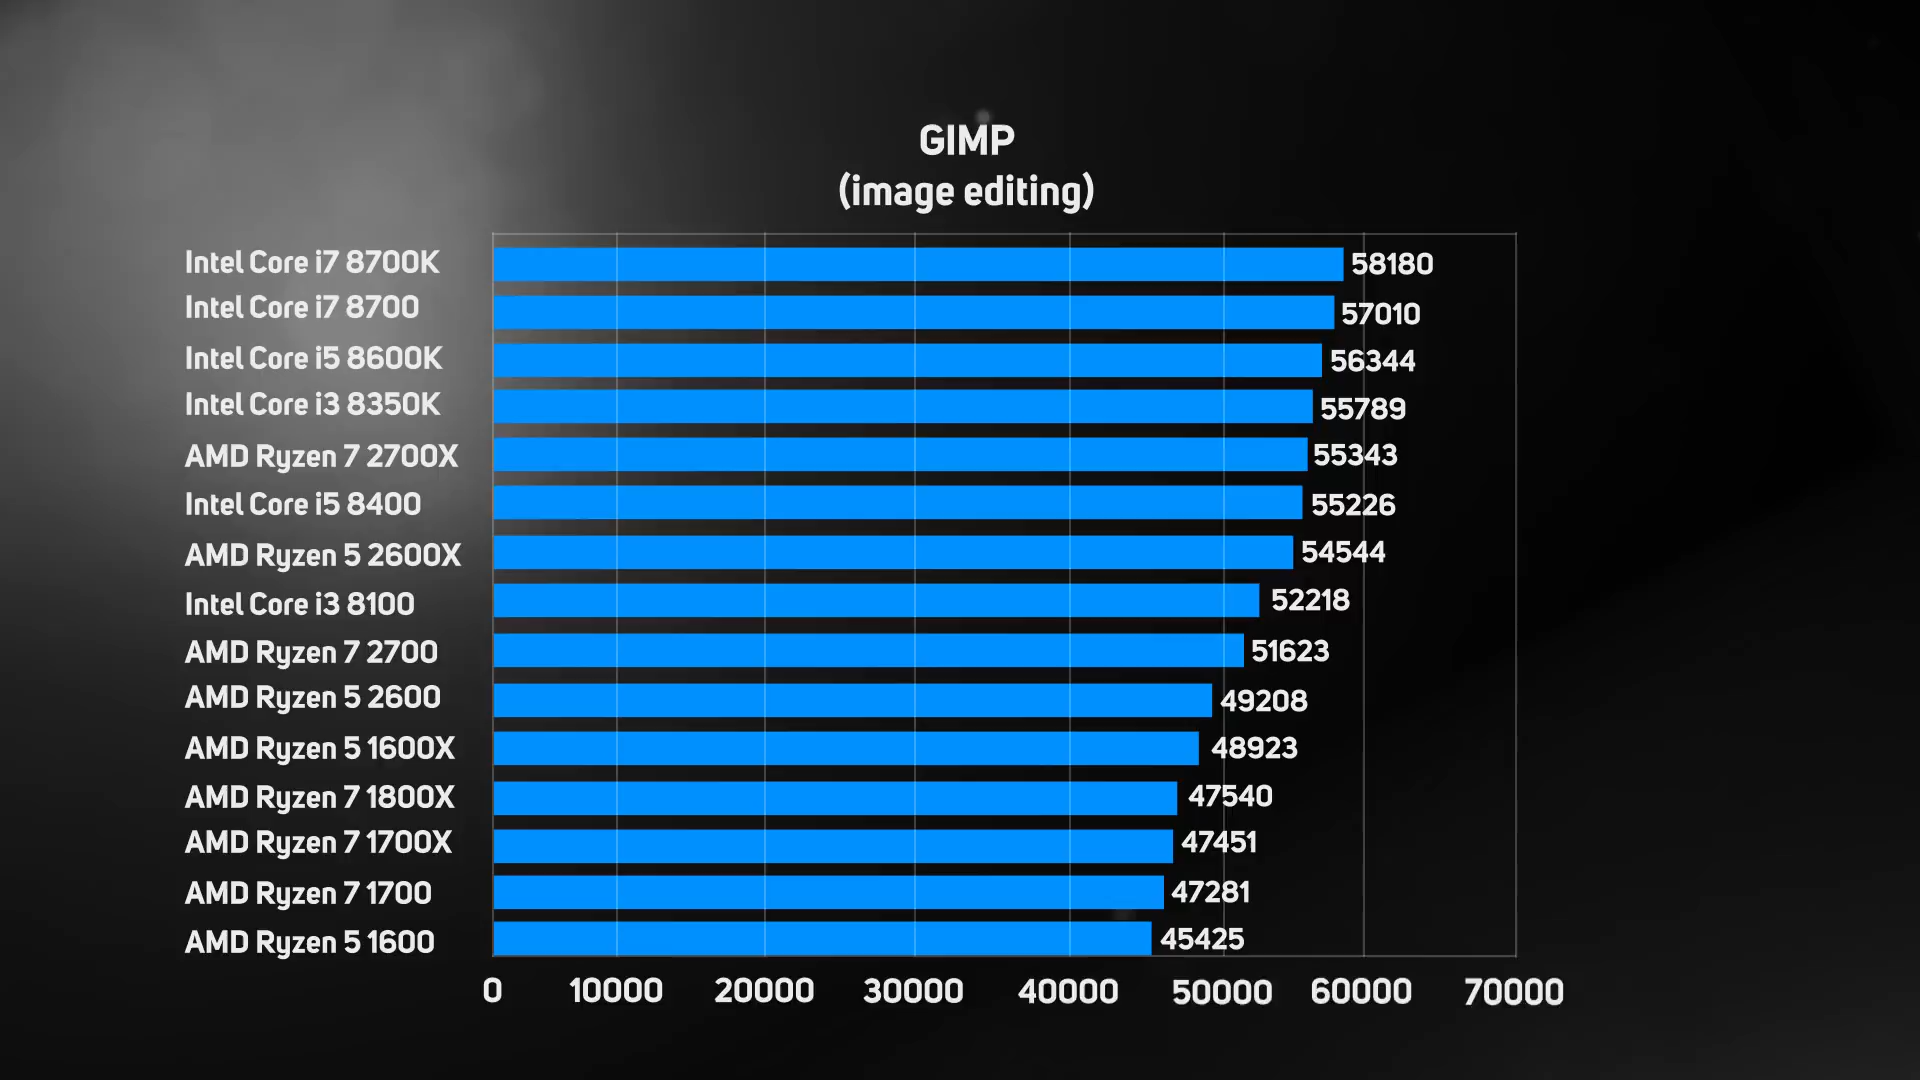 GIMP
(image editing)
Intel Core i7 8700K 58180
Intel Core i7 8700 57010
Intel Core i5 8600K 56344
Intel Core i3 8350K 55789
AMD Ryzen 7 2700X 55343
Intel Core i5 8400 55226
AMD Ryzen 5 2600X 54544
Intel Core i3 8100 52218
AMD Ryzen 7 2700 51623
AMD Ryzen 5 2600 49208
AMD Ryzen 5 1600X 48923
AMD Ryzen 7 1800X 47540
AMD Ryzen 7 1700X 47451
AMD Ryzen 7 1700 47281
AMD Ryzen 5 1600 45425
0 10000 20000 30000 40000 50000 60000 70000